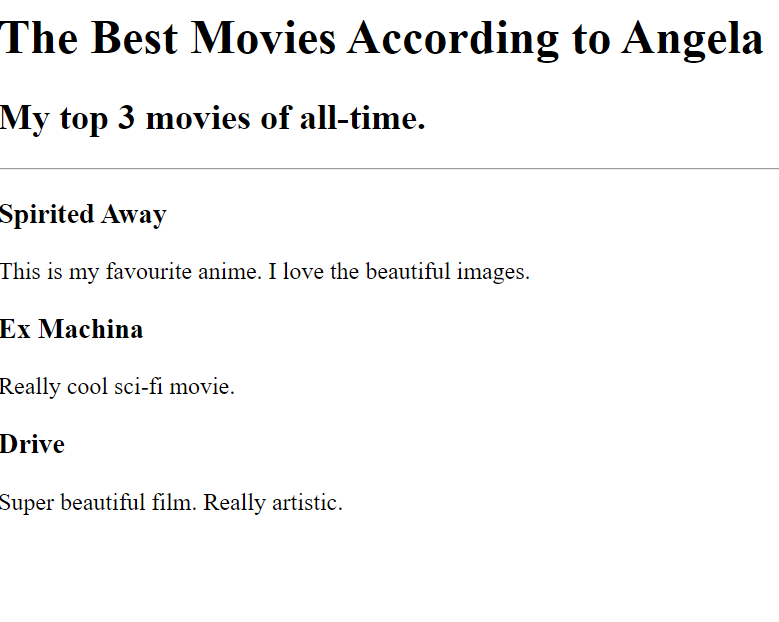 The Best Movies According to Angela
My top 3 movies of all-time.
Spirited Away
This is my favourite anime. I love the beautiful images.
Ex Machina
Really cool sci-fi movie.
Drive
Super beautiful film. Really artistic.